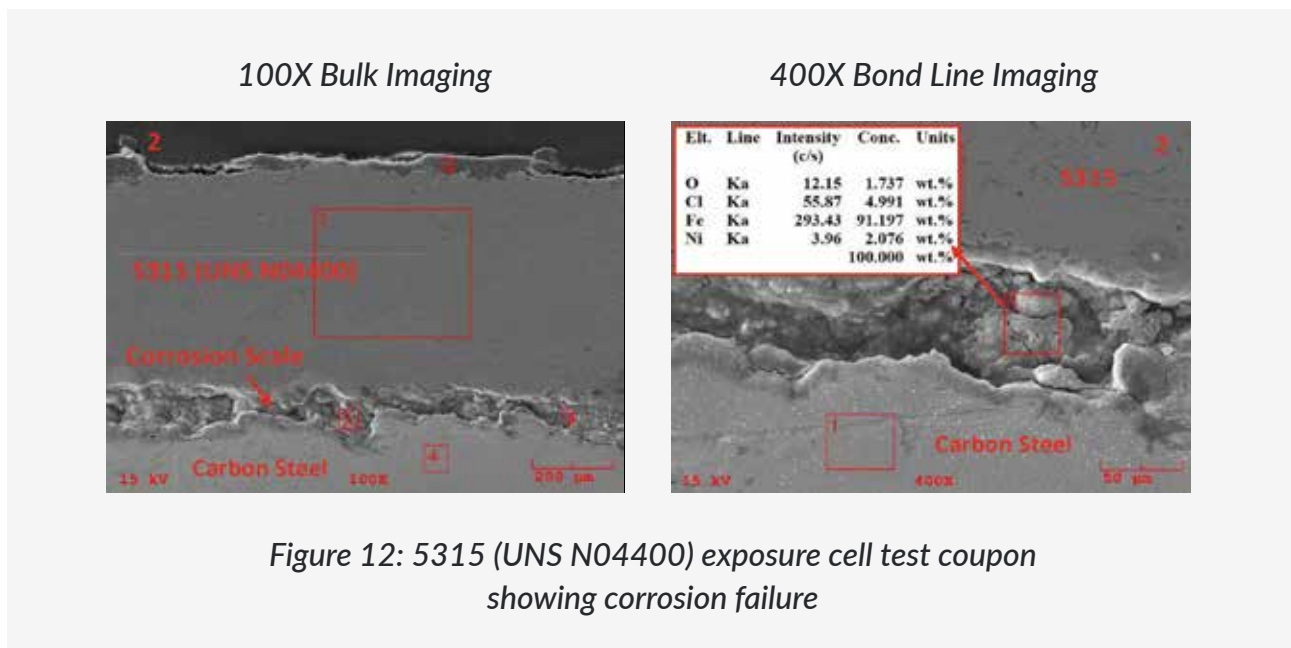 100X Bulk Imaging
400X Bond Line Imaging
2
3
1
5315 (UNS N04400)
Corrosion Scale
4
Carbon Steel
15 kV 100X 200 µm
Elt. Line Intensity Conc. Units
(c/s)
O Ka 12.15 1.737 wt.%
Cl Ka 55.87 4.991 wt.%
Fe Ka 293.43 91.197 wt.%
Ni Ka 3.96 2.076 wt.%
100.000 wt.%
2
5315
1
Carbon Steel
15 kV 400X 50 µm
Figure 12: 5315 (UNS N04400) exposure cell test coupon
showing corrosion failure